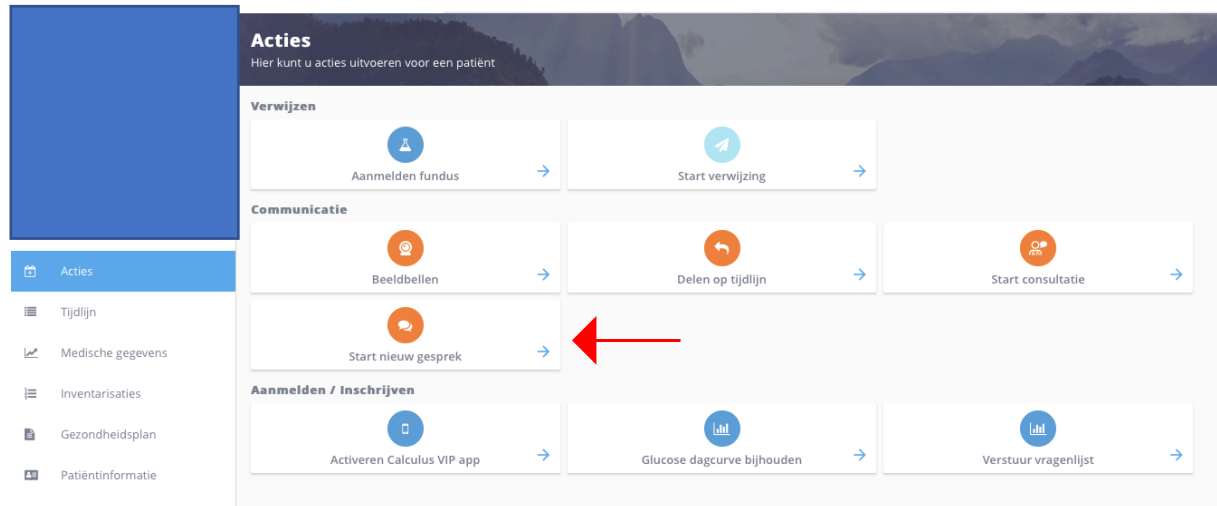 Acties
Hier kunt u acties uitvoeren voor een patiënt
Verwijzen
Aanmelden fundus
Start verwijzing
Communicatie
Beeldbellen
Delen op tijdlijn
Start consultatie
Start nieuw gesprek
Aanmelden / Inschrijven
Activeren Calculus VIP app
Glucose dagcurve bijhouden
Verstuur vragenlijst
Acties
Tijdlijn
Medische gegevens
Inventarisaties
Gezondheidsplan
Patiëntinformatie